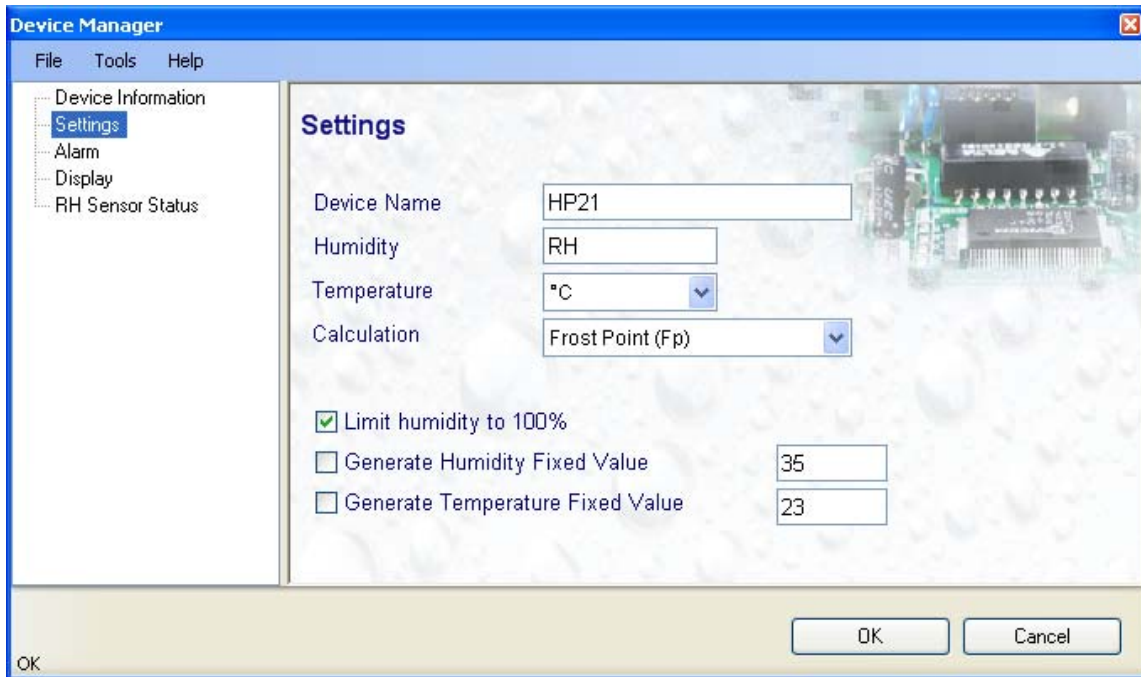 Device Manager
File Tools Help
Device Information
Settings
Alarm
Display
RH Sensor Status
Settings
Device Name HP21
Humidity RH
Temperature °C
Calculation Frost Point (Fp)
Limit humidity to 100%
Generate Humidity Fixed Value 35
Generate Temperature Fixed Value 23
OK Cancel
OK